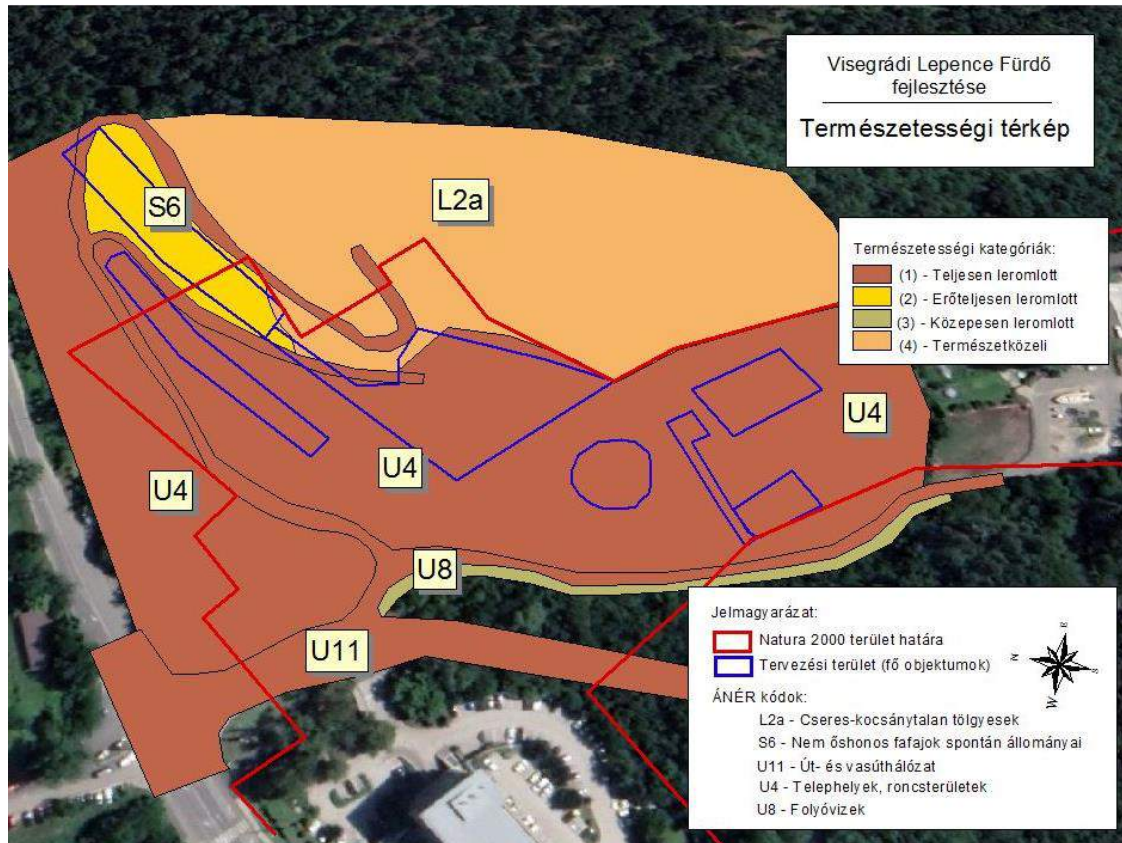 Visegrádi Lepence Fürdő
fejlesztése
Természetességi térkép
S6
L2a
Természetességi kategóriák:
(1) - Teljesen leromlott
(2) - Erőteljesen leromlott
(3) - Közepesen leromlott
(4) - Természetközeli
U4
U4
U4
U8
U11
Jelmagyarázat:
Natura 2000 terület határa
Tervezési terület (fő objektumok)
N
E
S
W
ÁNÉR kódok:
L2a - Cseres-kocsánytalan tölgyesek
S6 - Nem őshonos fafajok spontán állományai
U11 - Út- és vasúthálózat
U4 - Telephelyek, roncsterületek
U8 - Folyóvizek